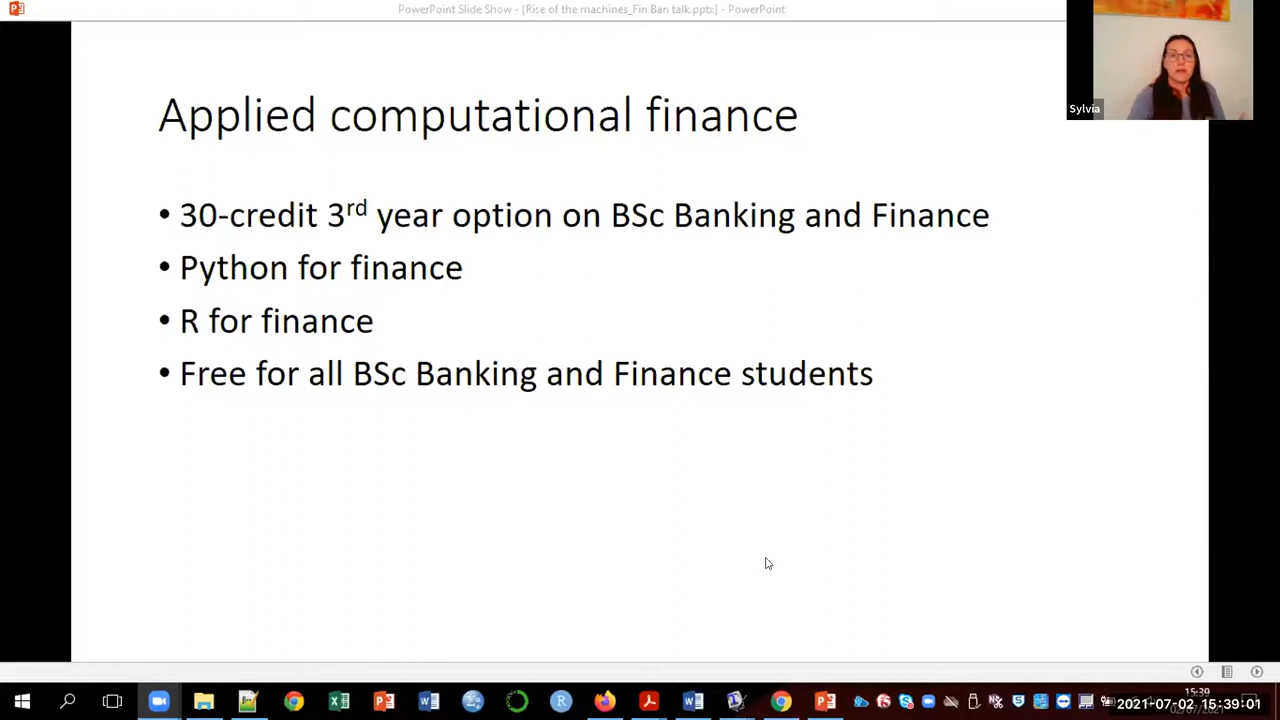 PowerPoint Slide Show - [Rise of the machines_Fin Ban talk.pptx] - PowerPoint
Sylvia
Applied computational finance
• 30-credit 3rd year option on BSc Banking and Finance
• Python for finance
• R for finance
• Free for all BSc Banking and Finance students
15:39
2021-07-02 15:39:01